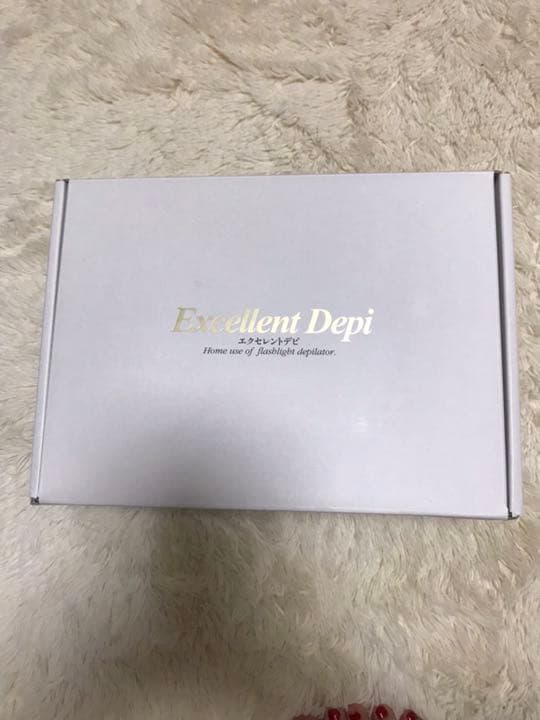 Excellent Depi
エクセレントデピ
Home use of flashlight depilator.